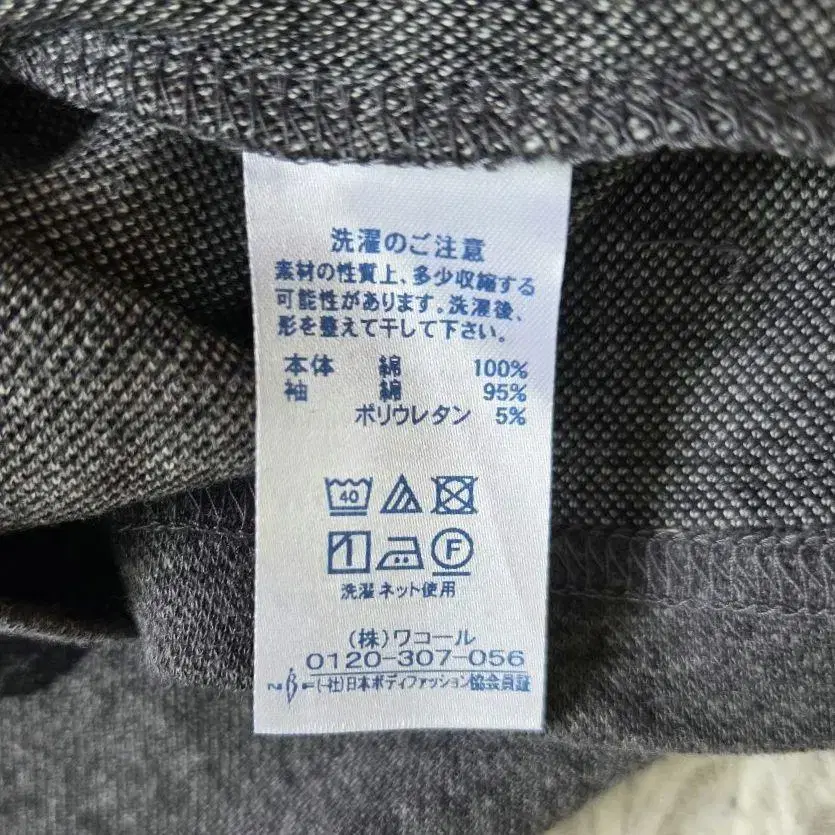 洗濯のご注意
素材の性質上、多少収縮する
可能性があります。洗濯後、
形を整えて干して下さい。
本体 綿 100%
袖 綿 95%
ポリウレタン 5%
40
F
洗濯ネット使用
(株)ワコール
0120-307-056
(一社)日本ボディファッション協会員証